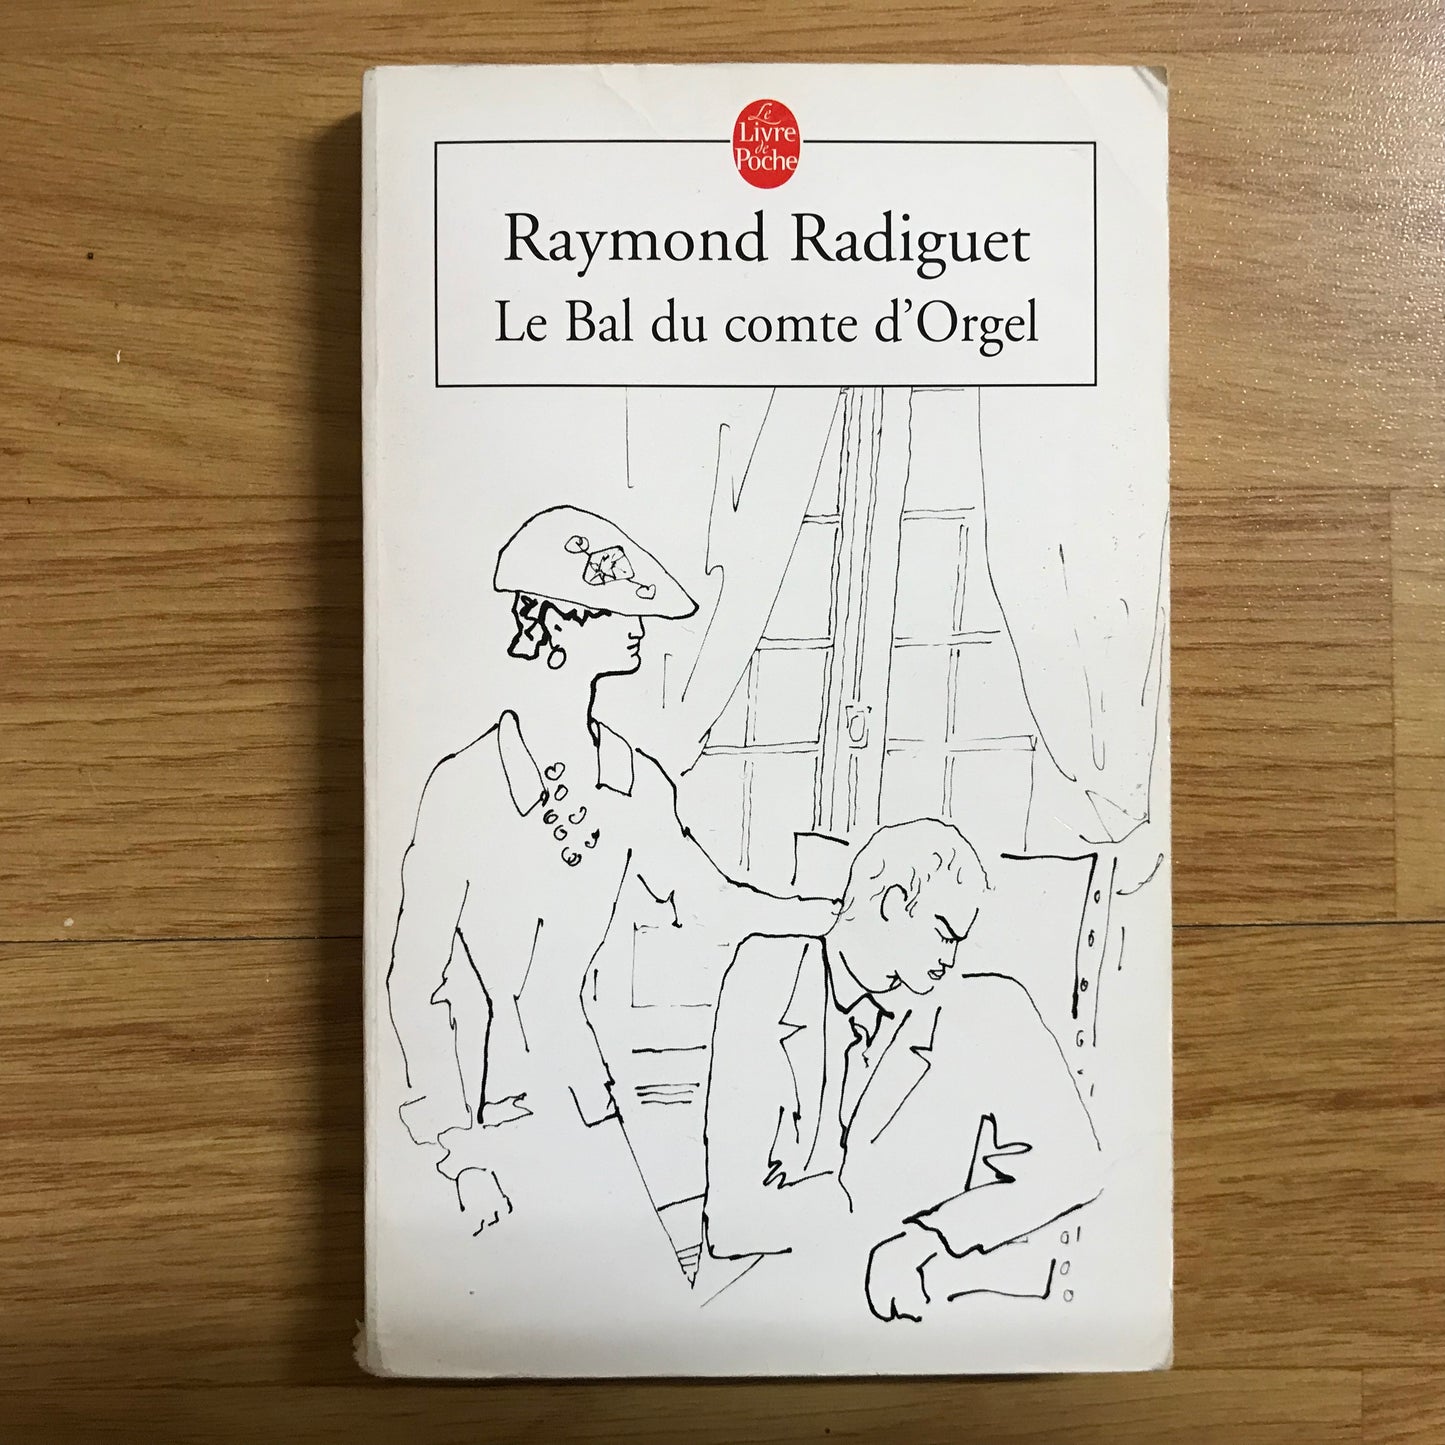 Le
Livre
de
Poche
Raymond Radiguet
Le Bal du comte d’Orgel